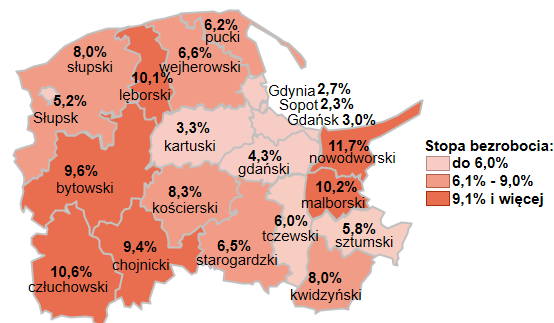 6,2%
pucki
8,0%
słupski
6,6%
wejherowski
10,1%
lęborski
5,2%
Słupsk
Gdynia 2,7%
Sopot 2,3%
Gdańsk 3,0%
3,3%
kartuski
11,7%
nowodworski
4,3%
gdański
9,6%
bytowski
8,3%
kościerski
10,2%
malborski
6,0%
tczewski
5,8%
sztumski
9,4%
chojnicki
6,5%
starogardzki
10,6%
człuchowski
8,0%
kwidzyński
Stopa bezrobocia:
do 6,0%
6,1% - 9,0%
9,1% i więcej